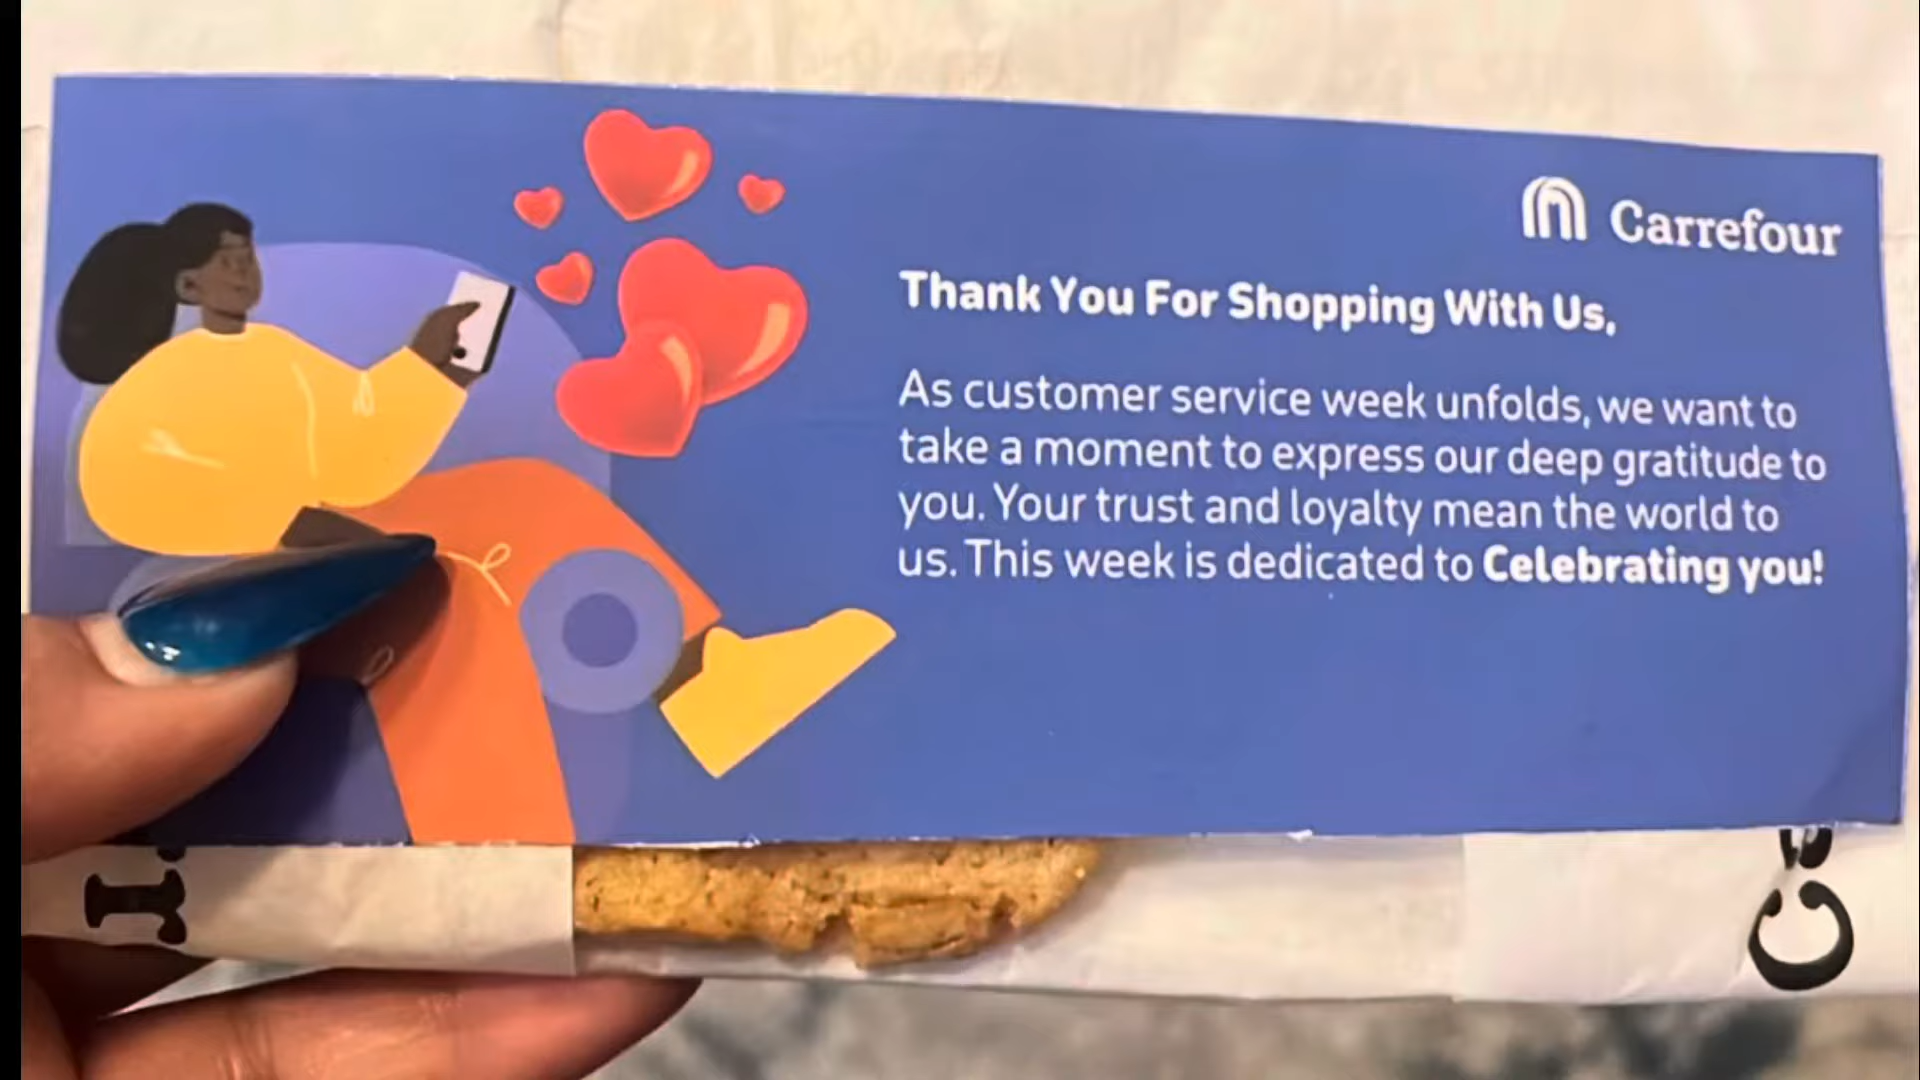 Carrefour
Thank You For Shopping With Us,
As customer service week unfolds, we want to
take a moment to express our deep gratitude to
you. Your trust and loyalty mean the world to
us. This week is dedicated to Celebrating you!